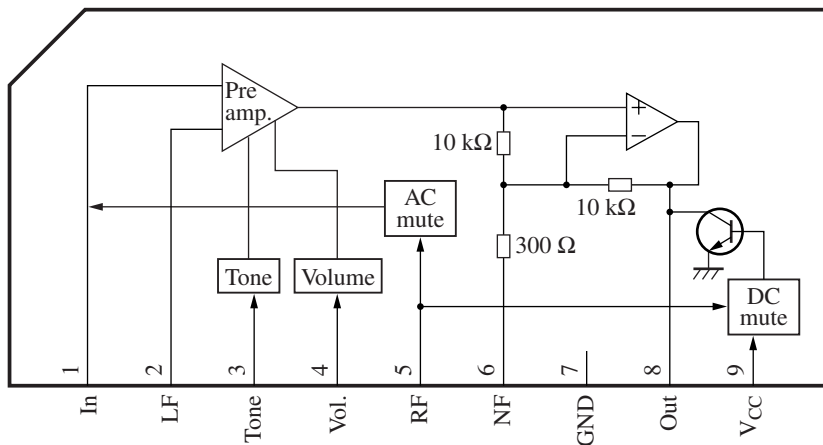 Pre
amp.
+
−
10 kΩ
10 kΩ
AC
mute
300 Ω
Tone
Volume
DC
mute
1
2
3
4
5
6
7
8
9
In
LF
Tone
Vol.
RF
NF
GND
Out
VCC